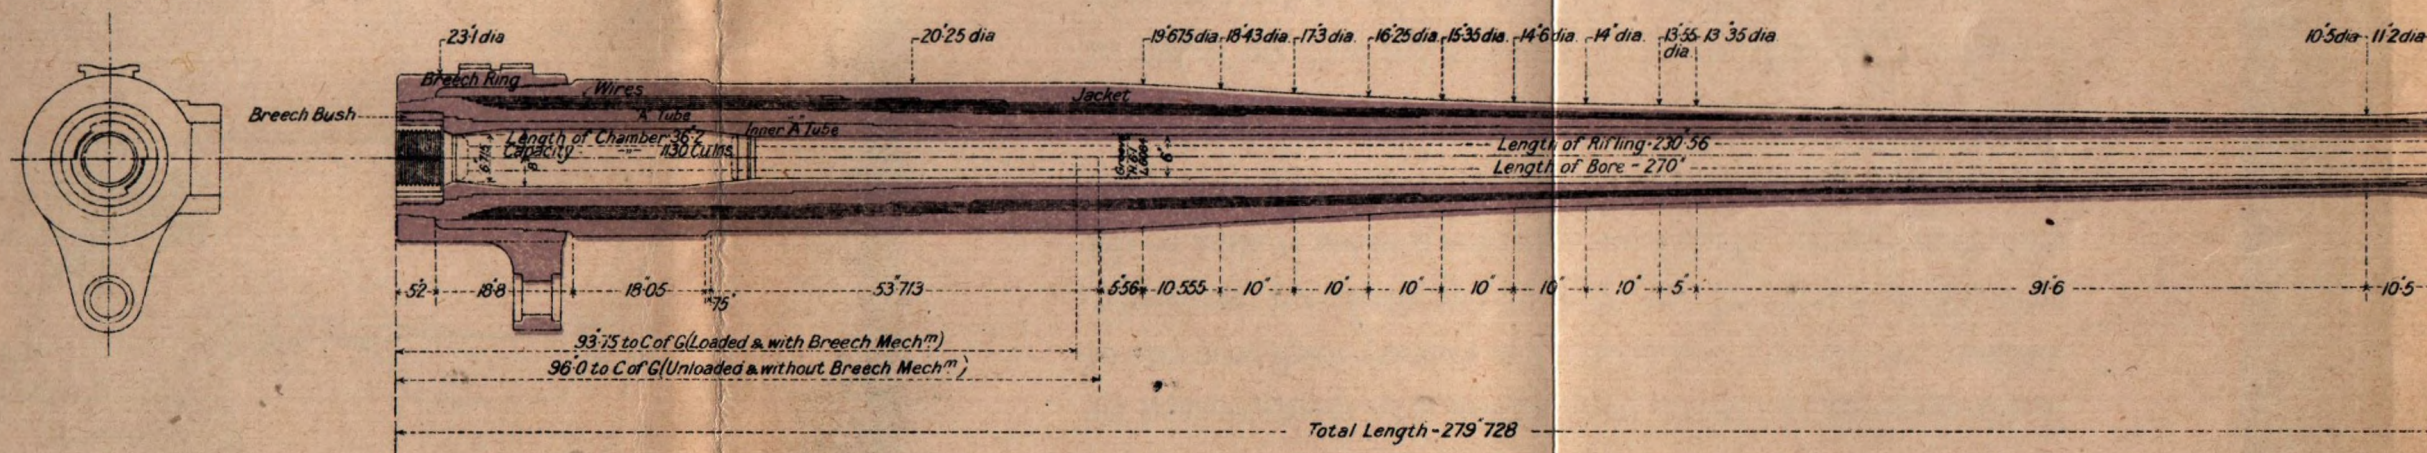 23·1 dia
20·25 dia
19·675 dia.
18·43 dia.
17·3 dia.
16·25 dia.
15·35 dia.
14·6 dia.
14" dia.
13·55 dia.
13·35 dia
10·5 dia
11·2 dia
Breech Ring
Wires
Jacket
Breech Bush
"A" Tube
Inner "A" Tube
Length of Chamber 36·2
Capacity " 1130 Cu Ins
8"
6"
Length of Rifling-230"56
Length of Bore - 270"
5·2
18·8
18·05
·75
53"713
5·56
10·555
10"
10"
10"
10"
10"
10"
5"
91·6
10·5
93·75 to C of G (Loaded & with Breech Mechm)
96·0 to C of G (Unloaded & without Breech Mechm)
Total Length - 279"728